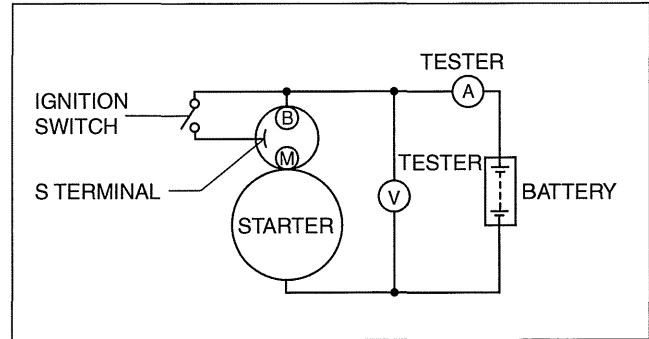 TESTER
A
IGNITION
SWITCH
B
M
S TERMINAL
TESTER
BATTERY
V
STARTER